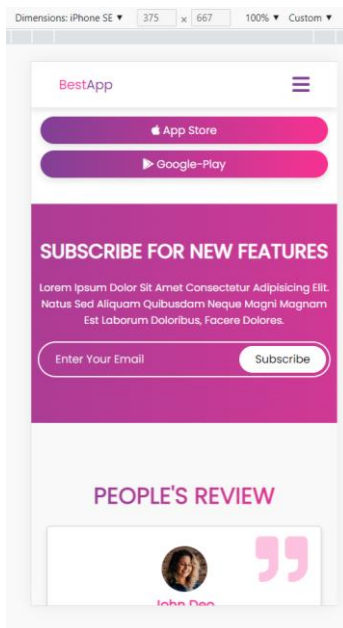 Dimensions: iPhone SE ▼ 375 x 667 100% ▼ Custom ▼
BestApp
App Store
Google-Play
SUBSCRIBE FOR NEW FEATURES
Lorem Ipsum Dolor Sit Amet Consectetur Adipisicing Elit.
Natus Sed Aliquam Quibusdam Neque Magni Magnam
Est Laborum Doloribus, Facere Dolores.
Enter Your Email Subscribe
PEOPLE'S REVIEW
John Deo